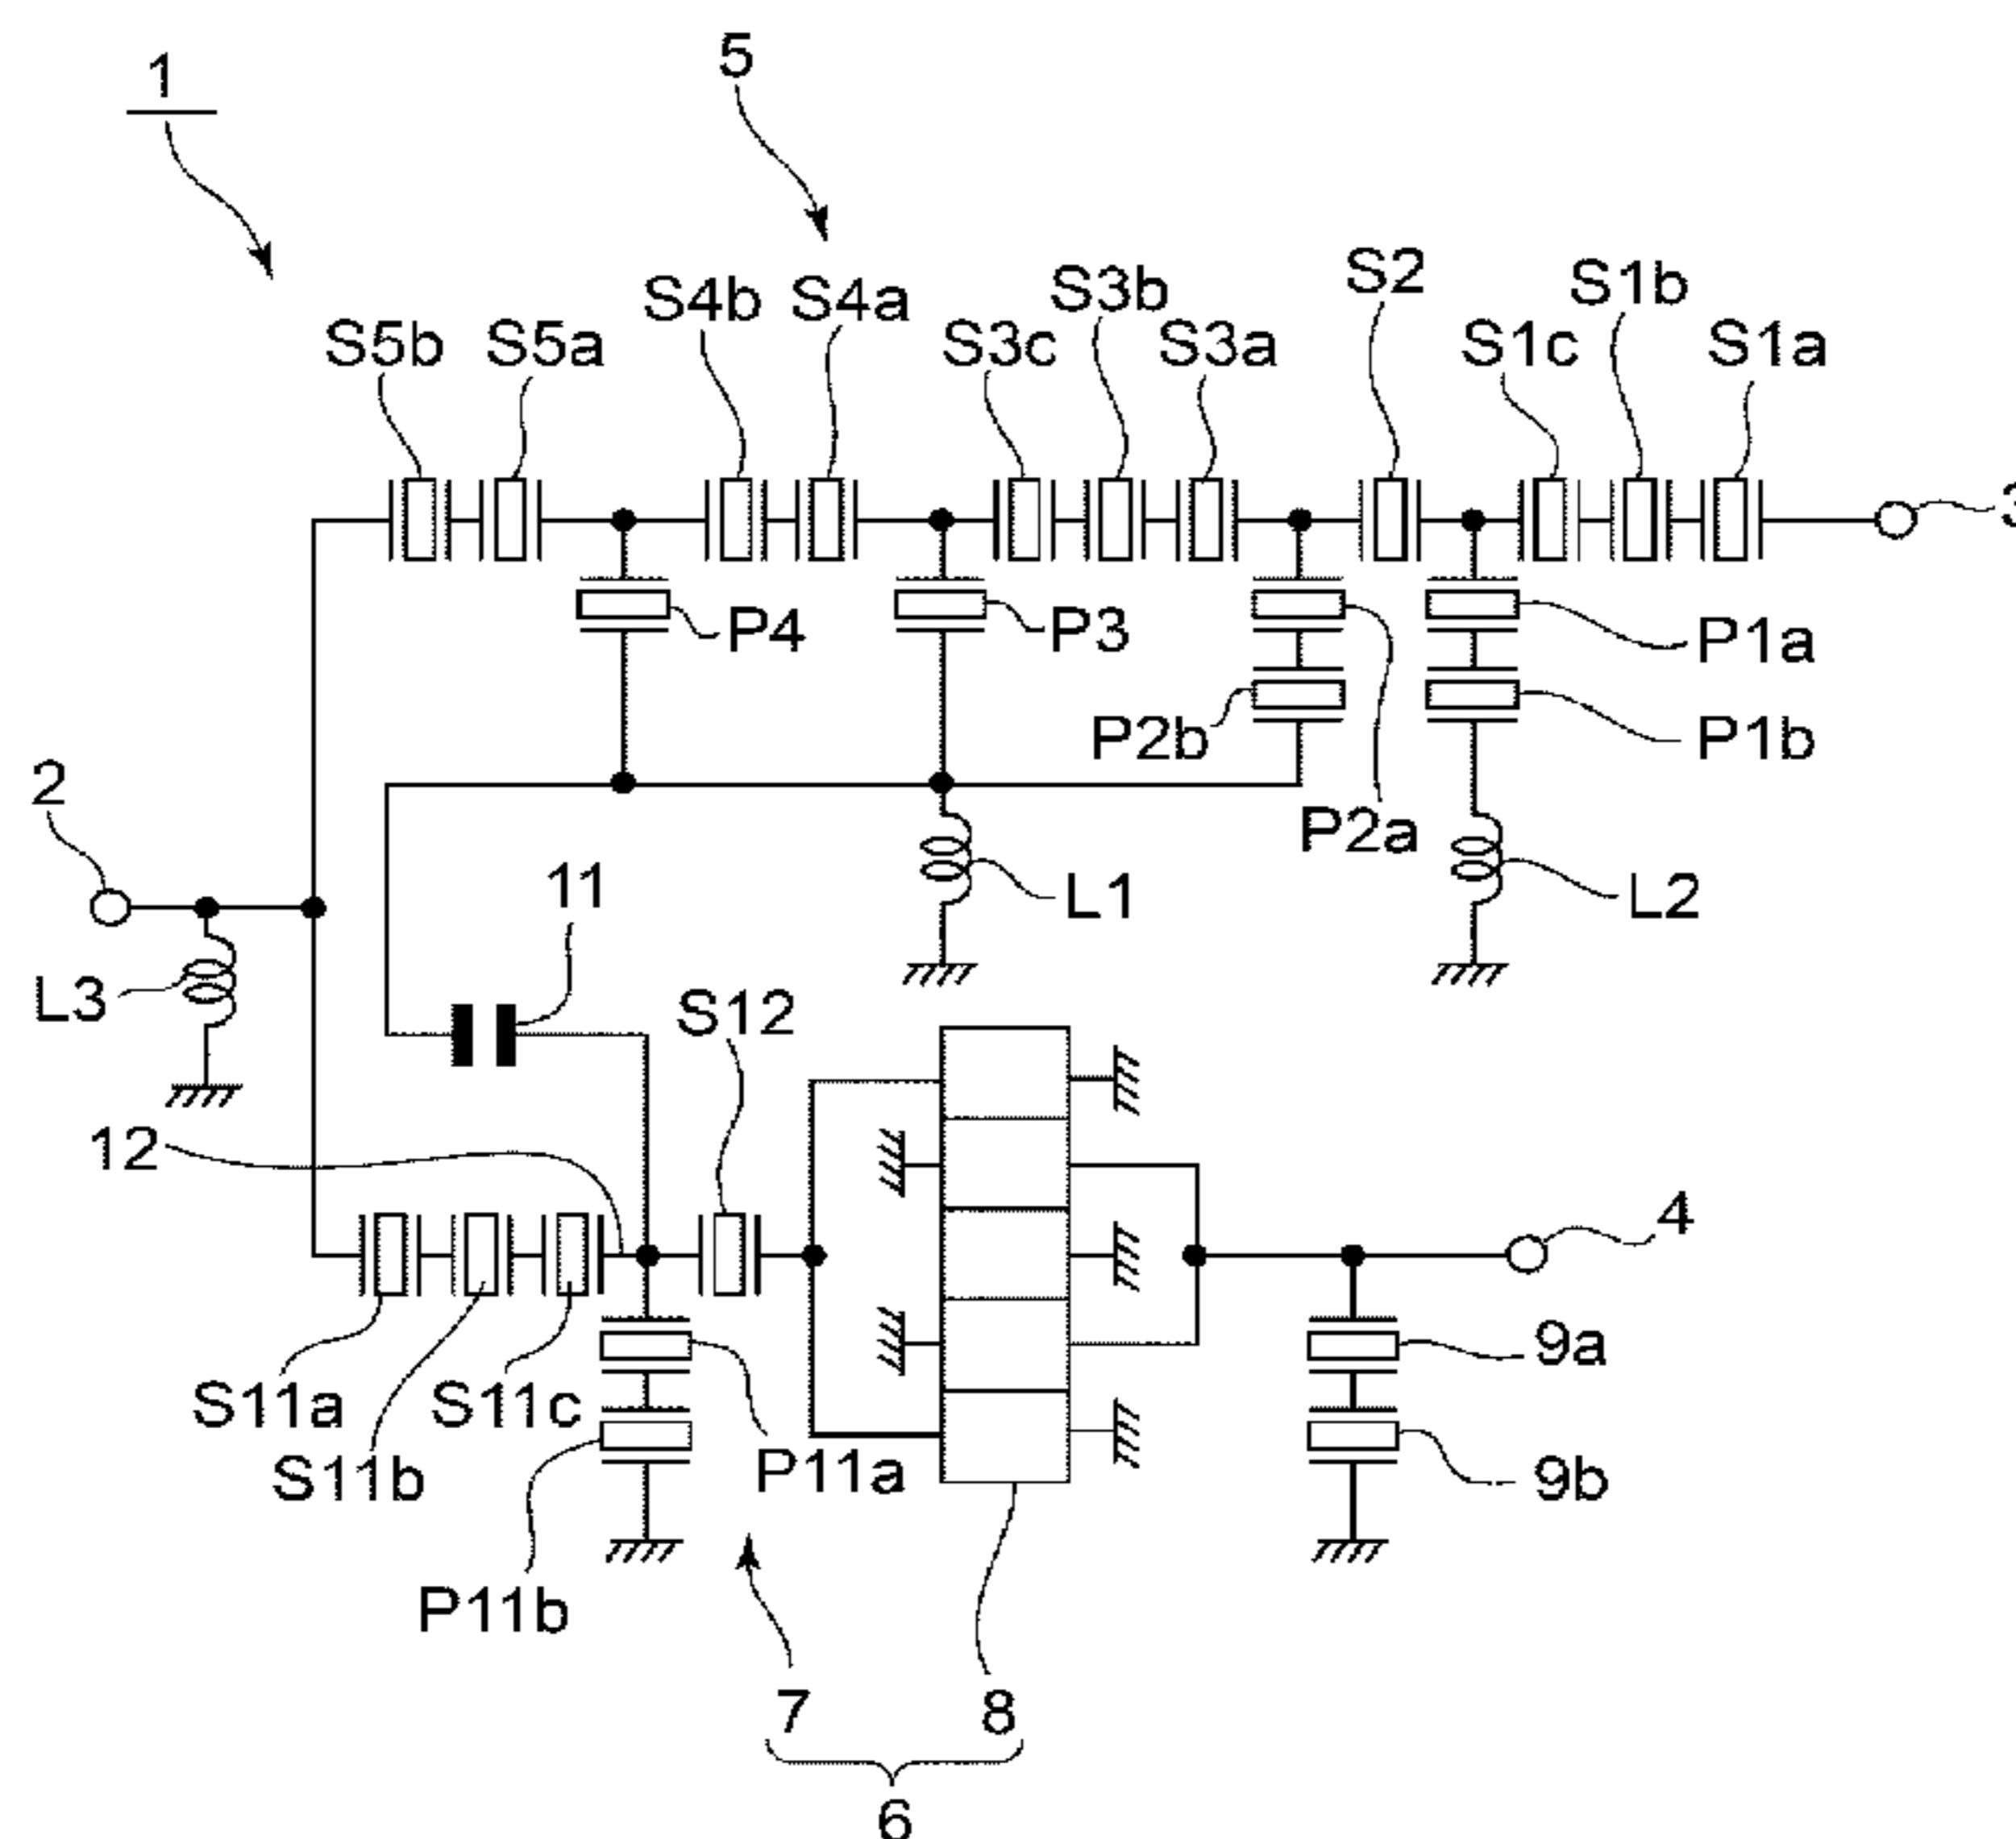 1
5
S5b
S5a
S4b
S4a
S3c
S3b
S3a
S2
S1c
S1b
S1a
3
P4
P3
P1a
P2b
P1b
P2a
2
11
L1
L2
L3
S12
12
4
9a
S11a
S11c
S11b
P11a
9b
P11b
7
8
6